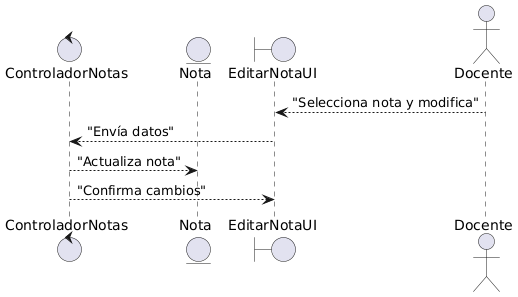 ControladorNotas
Nota
EditarNotaUI
Docente
"Selecciona nota y modifica"
"Envía datos"
"Actualiza nota"
"Confirma cambios"
ControladorNotas
Nota
EditarNotaUI
Docente